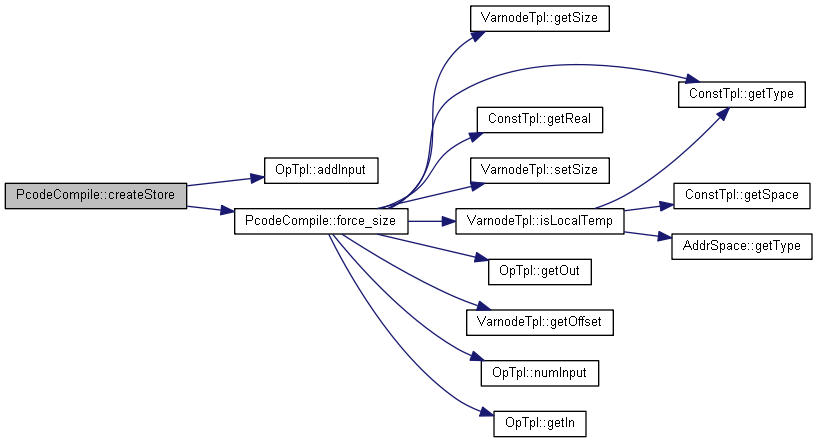 VarnodeTpl::getSize
ConstTpl::getType
ConstTpl::getReal
OpTpl::addInput
VarnodeTpl::setSize
PcodeCompile::createStore
ConstTpl::getSpace
PcodeCompile::force_size
VarnodeTpl::isLocalTemp
AddrSpace::getType
OpTpl::getOut
VarnodeTpl::getOffset
OpTpl::numInput
OpTpl::getIn